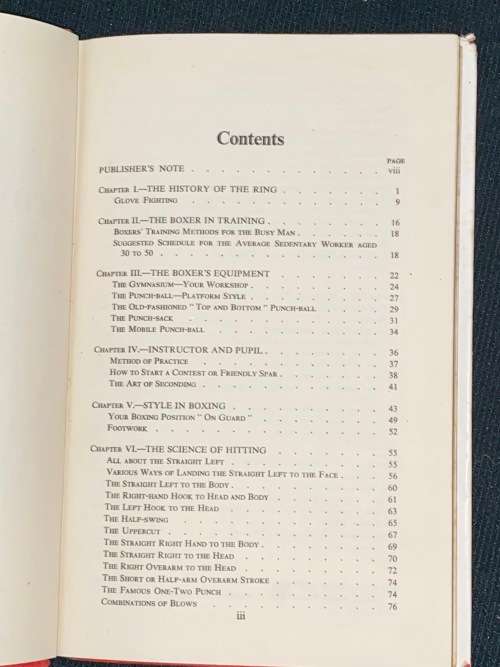 Contents
PAGE
PUBLISHER'S NOTE . . . . . . . . . . . . . viii
CHAPTER I.—THE HISTORY OF THE RING . . . . . . . 1
GLOVE FIGHTING . . . . . . . . . . . . 9
CHAPTER II.—THE BOXER IN TRAINING . . . . . . . . 16
BOXERS' TRAINING METHODS FOR THE BUSY MAN . . . . . . 18
SUGGESTED SCHEDULE FOR THE AVERAGE SEDENTARY WORKER AGED
30 TO 50 . . . . . . . . . . . . . 18
CHAPTER III.—THE BOXER'S EQUIPMENT . . . . . . . 22
THE GYMNASIUM—YOUR WORKSHOP . . . . . . . . 24
THE PUNCH-BALL—PLATFORM STYLE . . . . . . . . 27
THE OLD-FASHIONED "TOP AND BOTTOM" PUNCH-BALL . . . . 29
THE PUNCH-SACK . . . . . . . . . . . 31
THE MOBILE PUNCH-BALL . . . . . . . . . . 34
CHAPTER IV.—INSTRUCTOR AND PUPIL . . . . . . . . 36
METHOD OF PRACTICE . . . . . . . . . . 37
HOW TO START A CONTEST OR FRIENDLY SPAR . . . . . . 38
THE ART OF SECONDING . . . . . . . . . . 41
CHAPTER V.—STYLE IN BOXING . . . . . . . . . 43
YOUR BOXING POSITION "ON GUARD" . . . . . . . 49
FOOTWORK . . . . . . . . . . . . . 52
CHAPTER VI.—THE SCIENCE OF HITTING . . . . . . . 55
ALL ABOUT THE STRAIGHT LEFT . . . . . . . . . 55
VARIOUS WAYS OF LANDING THE STRAIGHT LEFT TO THE FACE . . . 56
THE STRAIGHT LEFT TO THE BODY . . . . . . . . . 60
THE RIGHT-HAND HOOK TO HEAD AND BODY . . . . . . 61
THE LEFT HOOK TO THE HEAD . . . . . . . . . 63
THE HALF-SWING . . . . . . . . . . . 65
THE UPPERCUT . . . . . . . . . . . . 67
THE STRAIGHT RIGHT HAND TO THE BODY . . . . . . . 69
THE STRAIGHT RIGHT TO THE HEAD . . . . . . . . 70
THE RIGHT OVERARM TO THE HEAD . . . . . . . . 72
THE SHORT OR HALF-ARM OVERARM STROKE . . . . . . 74
THE FAMOUS ONE-TWO PUNCH . . . . . . . . . 74
COMBINATIONS OF BLOWS . . . . . . . . . . 76
iii